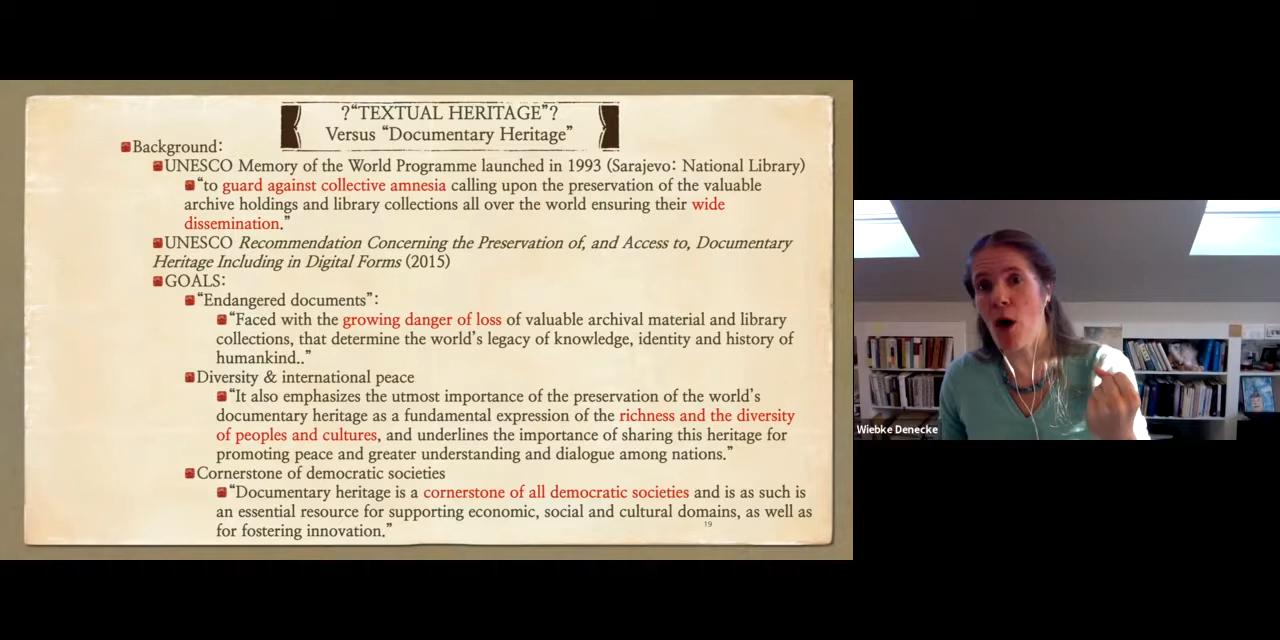 ?“TEXTUAL HERITAGE”?
Versus “Documentary Heritage”
Background:
UNESCO Memory of the World Programme launched in 1993 (Sarajevo: National Library)
“to guard against collective amnesia calling upon the preservation of the valuable
archive holdings and library collections all over the world ensuring their wide
dissemination.”
UNESCO Recommendation Concerning the Preservation of, and Access to, Documentary
Heritage Including in Digital Forms (2015)
GOALS:
“Endangered documents”:
“Faced with the growing danger of loss of valuable archival material and library
collections, that determine the world’s legacy of knowledge, identity and history of
humankind..”
Diversity & international peace
“It also emphasizes the utmost importance of the preservation of the world’s
documentary heritage as a fundamental expression of the richness and the diversity
of peoples and cultures, and underlines the importance of sharing this heritage for
promoting peace and greater understanding and dialogue among nations.”
Cornerstone of democratic societies
“Documentary heritage is a cornerstone of all democratic societies and is as such is
an essential resource for supporting economic, social and cultural domains, as well as
for fostering innovation.”
19
Wiebke Denecke